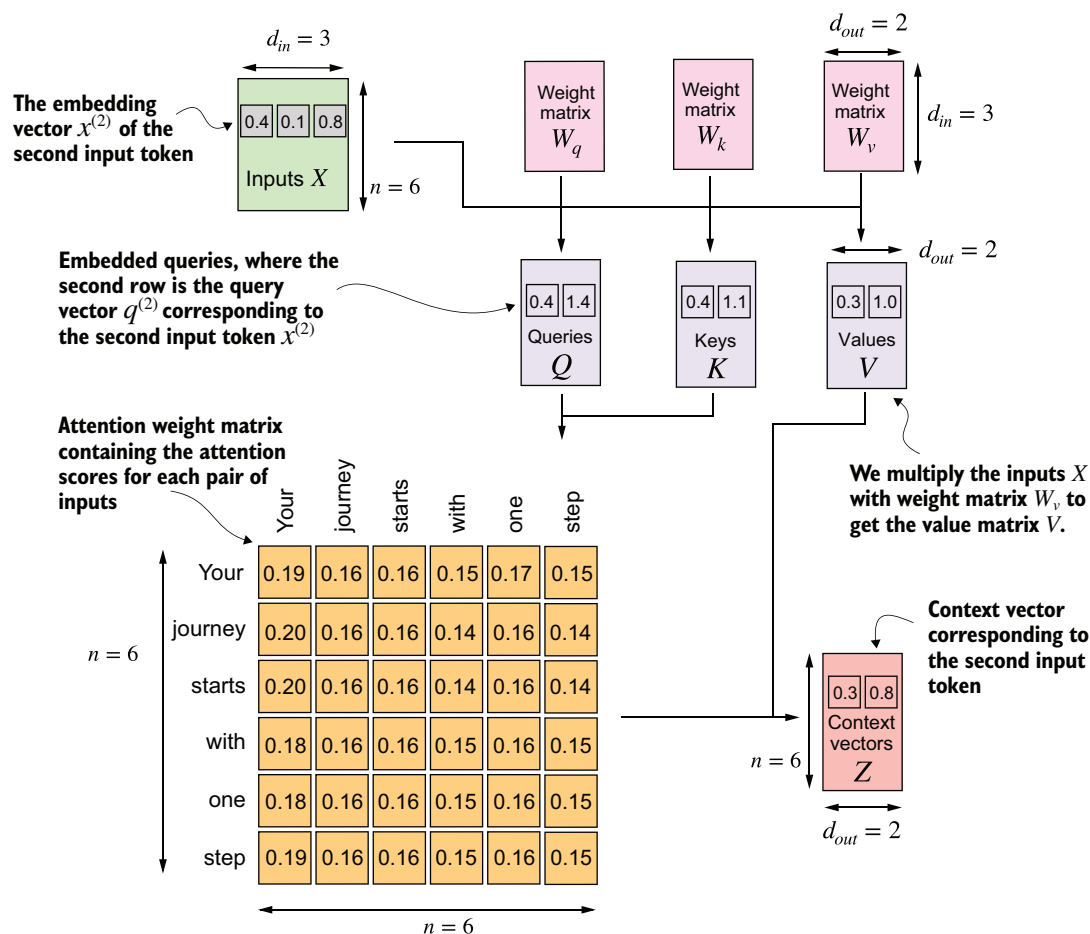 d_in = 3
d_out = 2
The embedding
vector x^(2) of the
second input token
0.4 0.1 0.8
Inputs X
n = 6
Weight
matrix
W_q
Weight
matrix
W_k
Weight
matrix
W_v
d_in = 3
Embedded queries, where the
second row is the query
vector q^(2) corresponding to
the second input token x^(2)
0.4 1.4
Queries
Q
0.4 1.1
Keys
K
d_out = 2
0.3 1.0
Values
V
Attention weight matrix
containing the attention
scores for each pair of
inputs
We multiply the inputs X
with weight matrix W_v to
get the value matrix V.
Your journey starts with one step
Your 0.19 0.16 0.16 0.15 0.17 0.15
journey 0.20 0.16 0.16 0.14 0.16 0.14
starts 0.20 0.16 0.16 0.14 0.16 0.14
with 0.18 0.16 0.16 0.15 0.16 0.15
one 0.18 0.16 0.16 0.15 0.16 0.15
step 0.19 0.16 0.16 0.15 0.16 0.15
n = 6
n = 6
Context vector
corresponding to
the second input
token
0.3 0.8
Context
vectors
Z
n = 6
d_out = 2